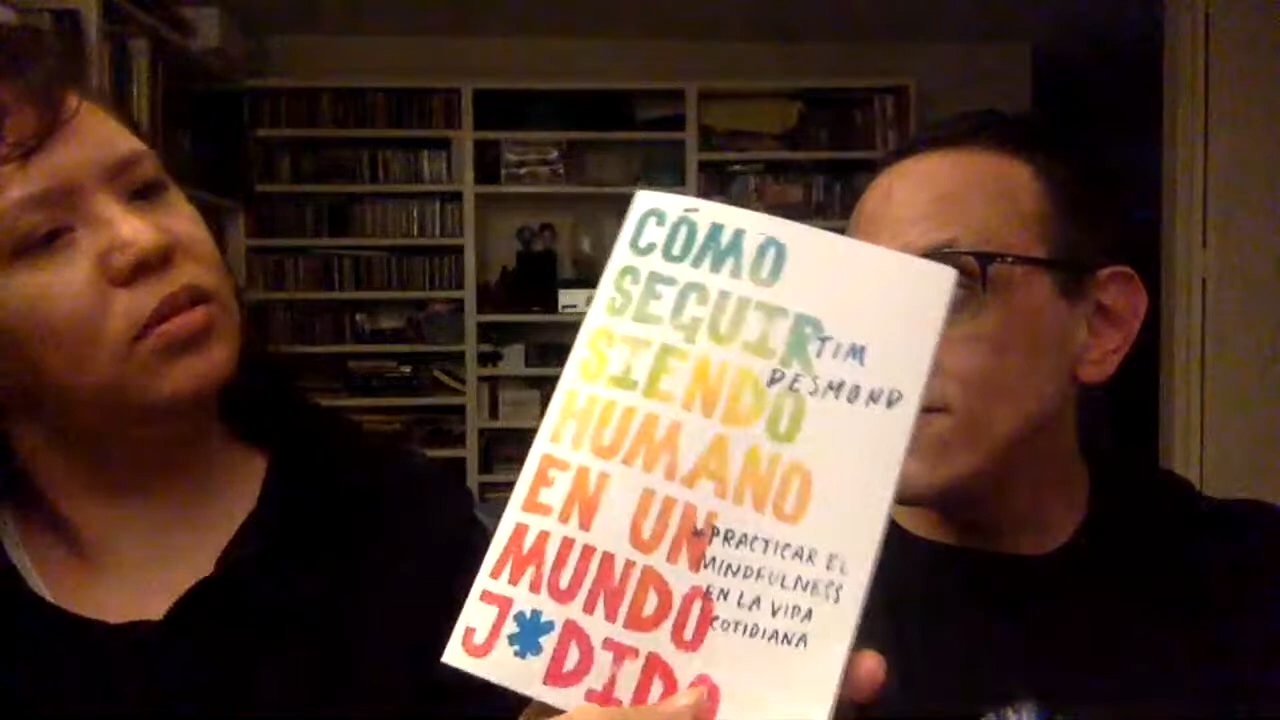 CÓMO
SEGUIR
SIENDO
HUMANO
EN UN
MUNDO
J*DIDO
TIM
DESMOND
*PRACTICAR EL
MINDFULNESS
EN LA VIDA
COTIDIANA